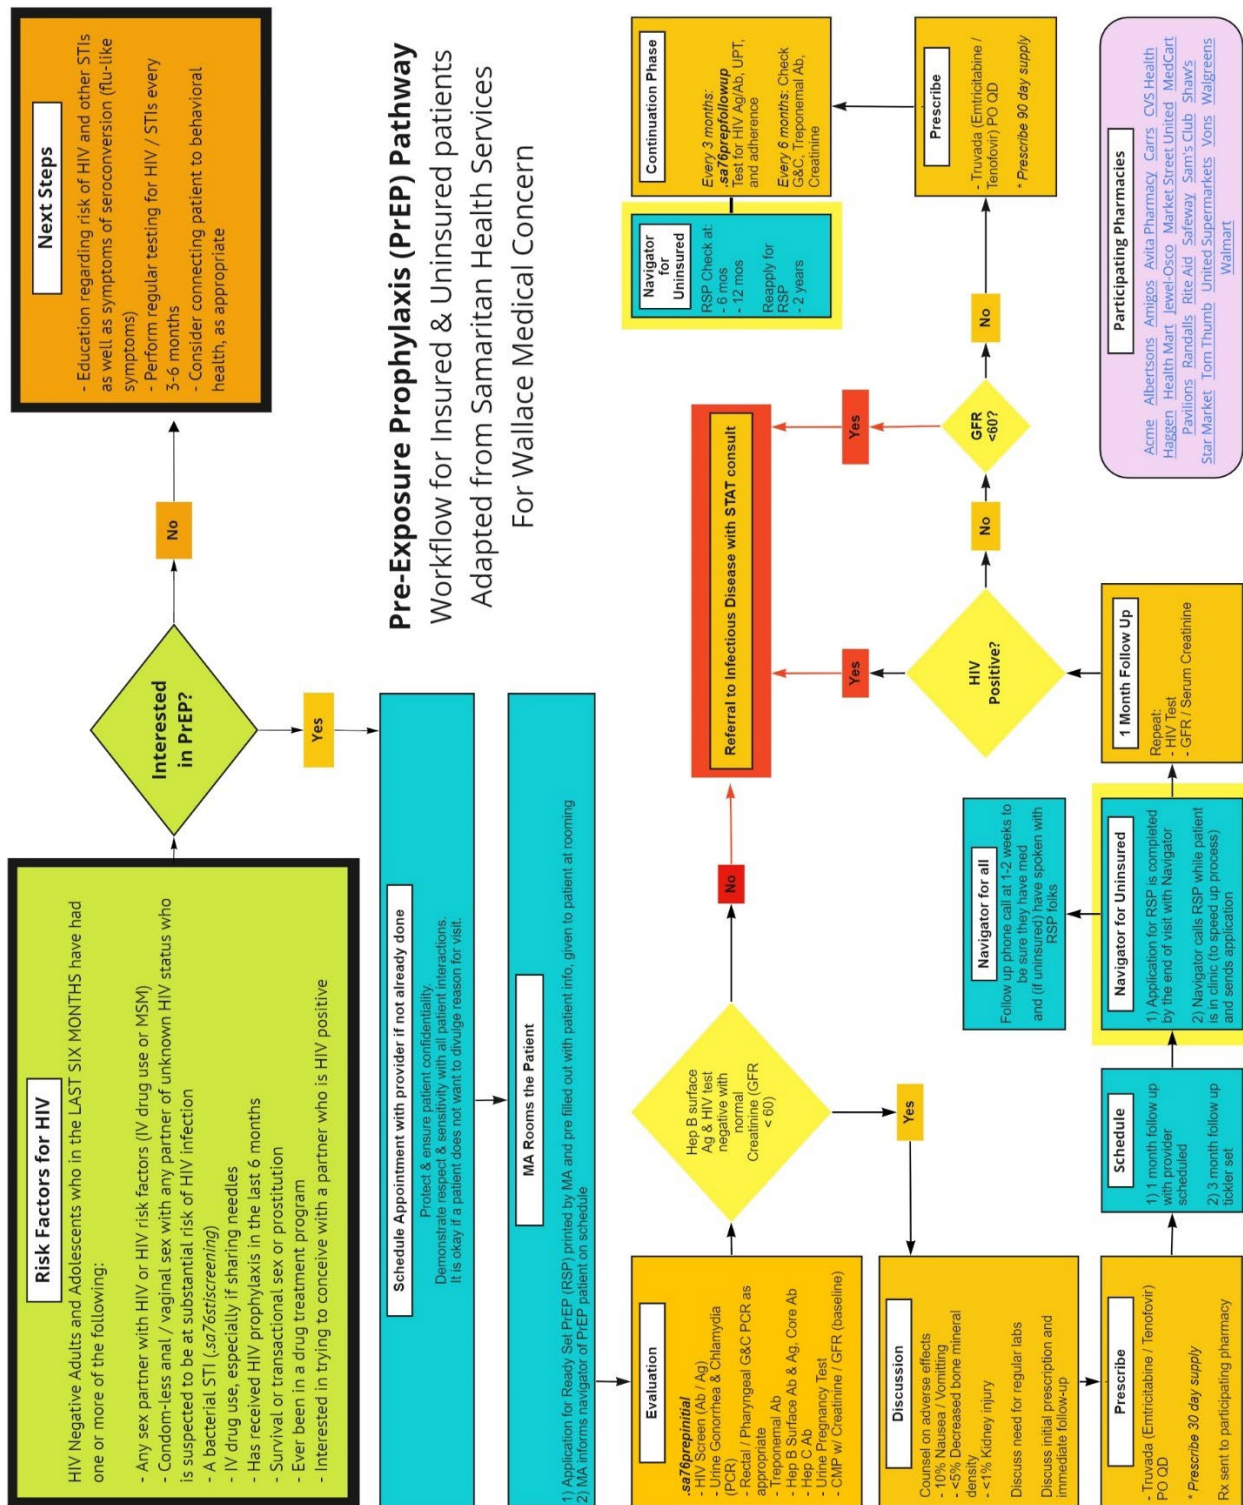 Risk Factors for HIV
HIV Negative Adults and Adolescents who in the LAST SIX MONTHS have had
one or more of the following:
- Any sex partner with HIV or HIV risk factors (IV drug use or MSM)
- Condom-less anal / vaginal sex with any partner of unknown HIV status who
is suspected to be at substantial risk of HIV infection
- A bacterial STI (.sa76stiscreening)
- IV drug use, especially if sharing needles
- Has received HIV prophylaxis in the last 6 months
- Survival or transactional sex or prostitution
- Ever been in a drug treatment program
- Interested in trying to conceive with a partner who is HIV positive
Interested
in PrEP?
No
Next Steps
- Education regarding risk of HIV and other STIs
as well as symptoms of seroconversion (flu-like
symptoms)
- Perform regular testing for HIV / STIs every
3-6 months
- Consider connecting patient to behavioral
health, as appropriate
Yes
Pre-Exposure Prophylaxis (PrEP) Pathway
Workflow for Insured & Uninsured patients
Adapted from Samaritan Health Services
For Wallace Medical Concern
Schedule Appointment with provider if not already done
Protect & ensure patient confidentiality.
Demonstrate respect & sensitivity with all patient interactions.
It is okay if a patient does not want to divulge reason for visit.
MA Rooms the Patient
1) Application for Ready Set PrEP (RSP) printed by MA and pre filled out with patient info, given to patient at rooming
2) MA informs navigator of PrEP patient on schedule
Evaluation
.sa76prepinitial
- HIV Screen (Ab / Ag)
- Urine Gonorrhea & Chlamydia
(PCR)
- Rectal / Pharyngeal G&C PCR as
appropriate
- Treponemal Ab
- Hep B Surface Ab & Ag, Core Ab
- Hep C Ab
- Urine Pregnancy Test
- CMP w/ Creatinine / GFR (baseline)
Hep B surface
Ag & HIV test
negative with
normal
Creatinine (GFR
< 60)
No
Referral to Infectious Disease with STAT consult
Yes
Discussion
Counsel on adverse effects
- 10% Nausea / Vomitting
- <5% Decreased bone mineral
density
- <1% Kidney injury
Discuss need for regular labs
Discuss initial prescription and
immediate follow-up
Prescribe
- Truvada (Emtricitabine / Tenofovir)
PO QD
* Prescribe 30 day supply
Rx sent to participating pharmacy
Schedule
1) 1 month follow up
with provider
scheduled
2) 3 month follow up
tickler set
Navigator for Uninsured
1) Application for RSP is completed
by the end of visit with Navigator
2) Navigator calls RSP while patient
is in clinic (to speed up process)
and sends application
Navigator for all
Follow up phone call at 1-2 weeks to
be sure they have med
and (if uninsured) have spoken with
RSP folks
1 Month Follow Up
Repeat:
- HIV Test
- GFR / Serum Creatinine
HIV
Positive?
Yes
No
GFR
<60?
Yes
No
Prescribe
- Truvada (Emtricitabine /
Tenofovir) PO QD
* Prescribe 90 day supply
Continuation Phase
Every 3 months:
.sa76prepfollowup
Test for HIV Ag/Ab, UPT,
and adherence
Every 6 months: Check
G&C, Treponemal Ab,
Creatinine
Navigator
for
Uninsured
RSP Check at:
- 6 mos
- 12 mos
Reapply for
RSP
- 2 years
Participating Pharmacies
Acme Albertsons Amigos Avita Pharmacy Carrs CVS Health
Haggen Health Mart Jewel-Osco Market Street United MedCart
Pavilions Randalls Rite Aid Safeway Sam's Club Shaw's
Star Market Tom Thumb United Supermarkets Vons Walgreens
Walmart